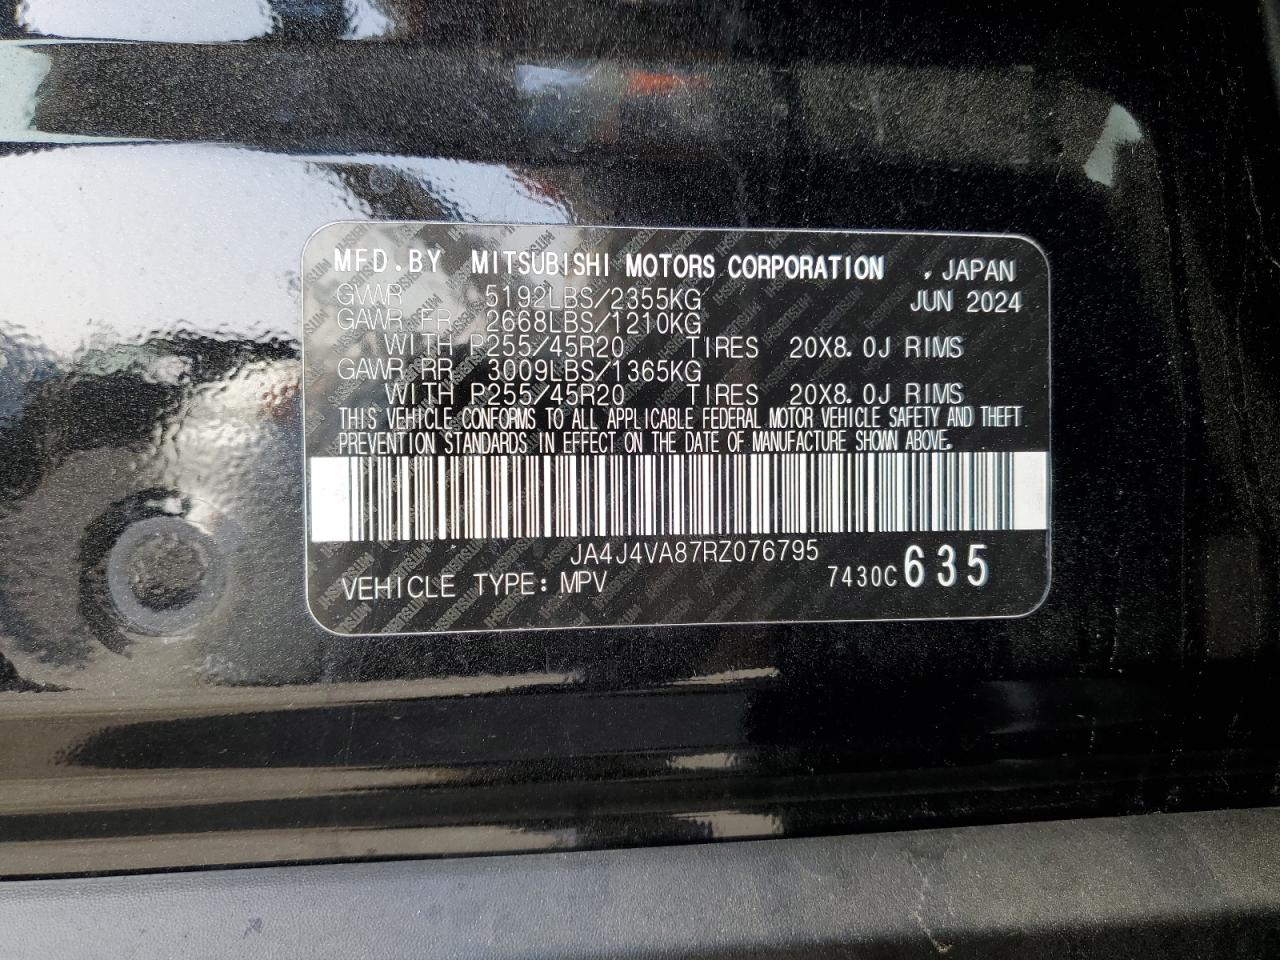 MFD.BY MITSUBISHI MOTORS CORPORATION , JAPAN
GVWR 5192LBS/2355KG JUN 2024
GAWR FR 2668LBS/1210KG
WITH P255/45R20 TIRES 20X8.0J RIMS
GAWR RR 3009LBS/1365KG
WITH P255/45R20 TIRES 20X8.0J RIMS
THIS VEHICLE CONFORMS TO ALL APPLICABLE FEDERAL MOTOR VEHICLE SAFETY AND THEFT
PREVENTION STANDARDS IN EFFECT ON THE DATE OF MANUFACTURE SHOWN ABOVE.
JA4J4VA87RZ076795
VEHICLE TYPE: MPV 7430C 635